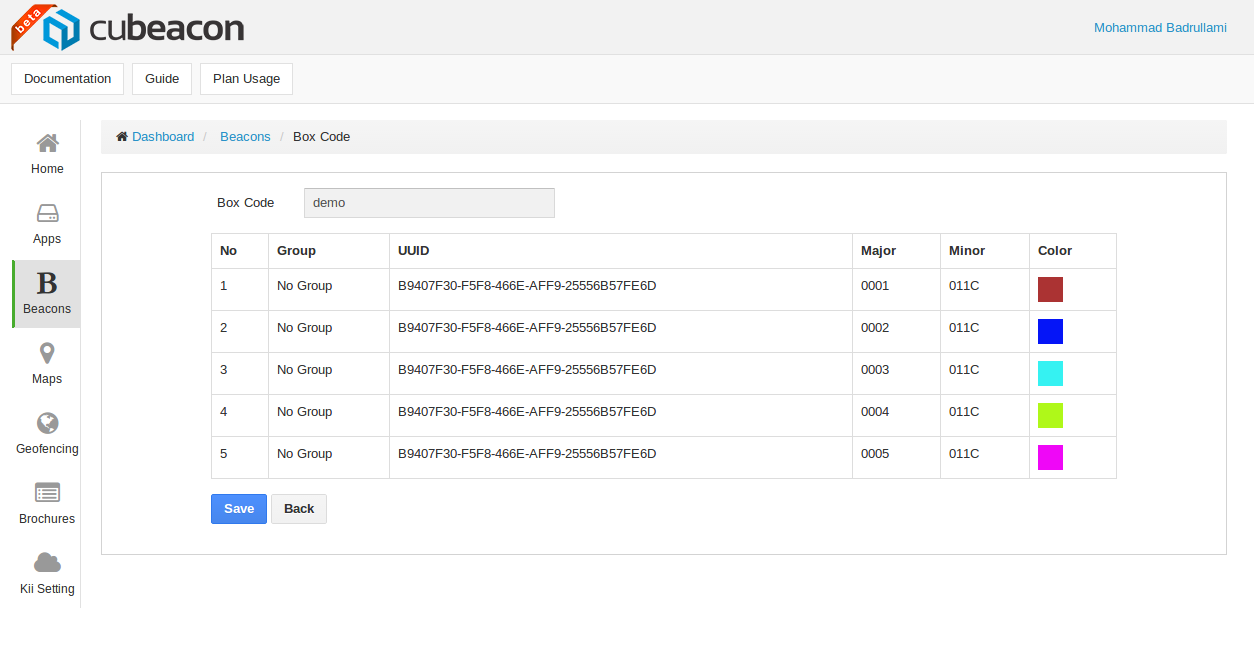 beta
cubeacon
Mohammad Badrullami
Documentation Guide Plan Usage
Dashboard / Beacons / Box Code
Home
Apps
B
Beacons
Maps
Geofencing
Brochures
Kii Setting
Box Code demo
No Group UUID Major Minor Color
1 No Group B9407F30-F5F8-466E-AFF9-25556B57FE6D 0001 011C
2 No Group B9407F30-F5F8-466E-AFF9-25556B57FE6D 0002 011C
3 No Group B9407F30-F5F8-466E-AFF9-25556B57FE6D 0003 011C
4 No Group B9407F30-F5F8-466E-AFF9-25556B57FE6D 0004 011C
5 No Group B9407F30-F5F8-466E-AFF9-25556B57FE6D 0005 011C
Save Back